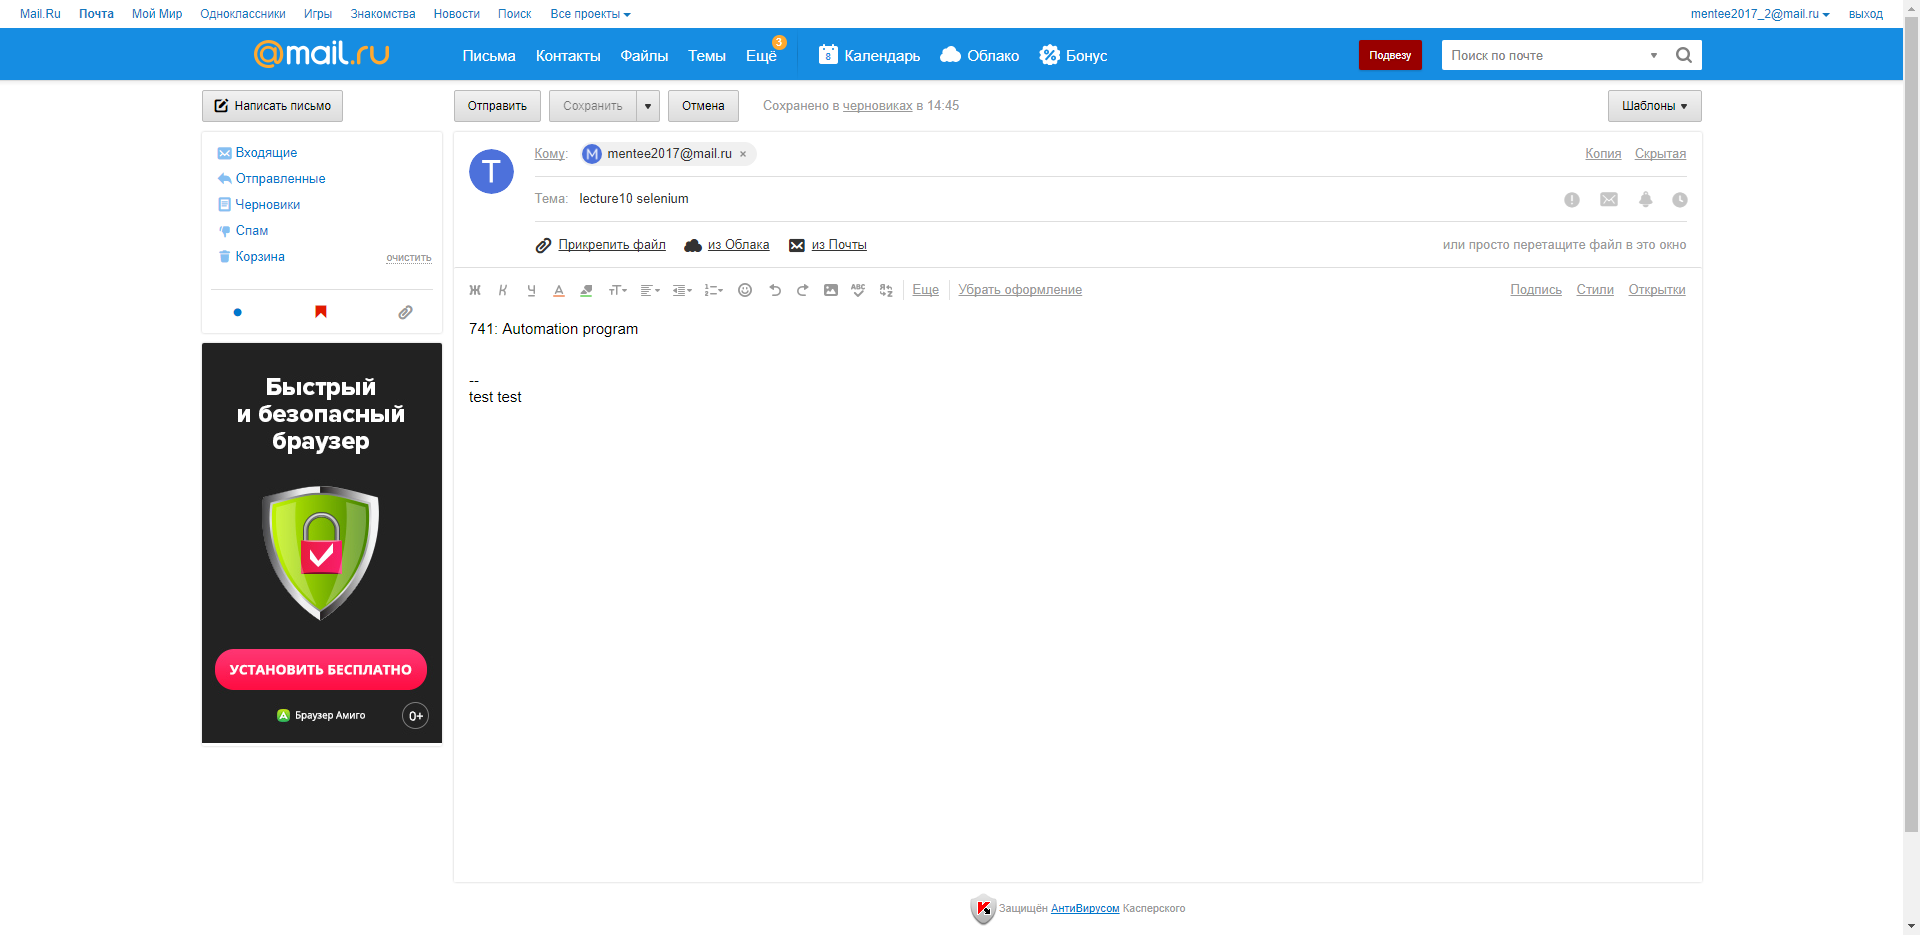 Mail.Ru Почта Мой Мир Одноклассники Игры Знакомства Новости Поиск Все проекты mentee2017_2@mail.ru выход
@mail.ru Письма Контакты Файлы Темы Ещё 3 8 Календарь Облако Бонус Подвезу Поиск по почте
Написать письмо Отправить Сохранить Отмена Сохранено в черновиках в 14:45 Шаблоны
Входящие
Отправленные
Черновики
Спам
Корзина очистить
T
Кому: M mentee2017@mail.ru × Копия Скрытая
Тема: lecture10 selenium
Прикрепить файл из Облака из Почты или просто перетащите файл в это окно
Ж К Ч А тТ ABC Еще Убрать оформление Подпись Стили Открытки
741: Automation program
--
test test
Быстрый
и безопасный
браузер
УСТАНОВИТЬ БЕСПЛАТНО
Браузер Амиго 0+
Защищён АнтиВирусом Касперского